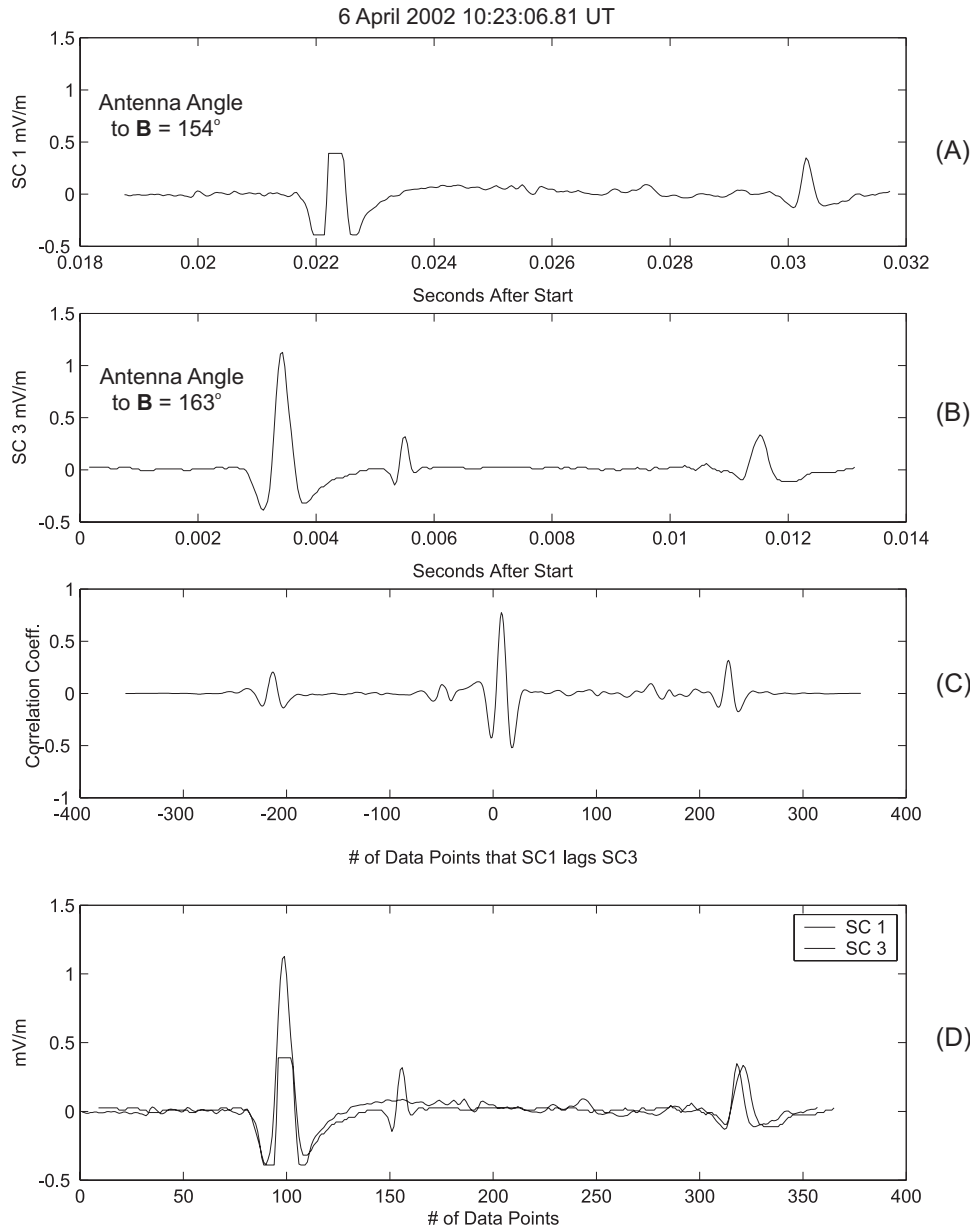 6 April 2002 10:23:06.81 UT
1.5
1
0.5
0
-0.5
SC 1 mV/m
Antenna Angle
to B = 154°
(A)
0.018 0.02 0.022 0.024 0.026 0.028 0.03 0.032
Seconds After Start
1.5
1
0.5
0
-0.5
SC 3 mV/m
Antenna Angle
to B = 163°
(B)
0 0.002 0.004 0.006 0.008 0.01 0.012 0.014
Seconds After Start
1
0.5
0
-0.5
-1
Correlation Coeff.
(C)
-400 -300 -200 -100 0 100 200 300 400
# of Data Points that SC1 lags SC3
1.5
1
0.5
0
-0.5
mV/m
SC 1
SC 3
(D)
0 50 100 150 200 250 300 350 400
# of Data Points